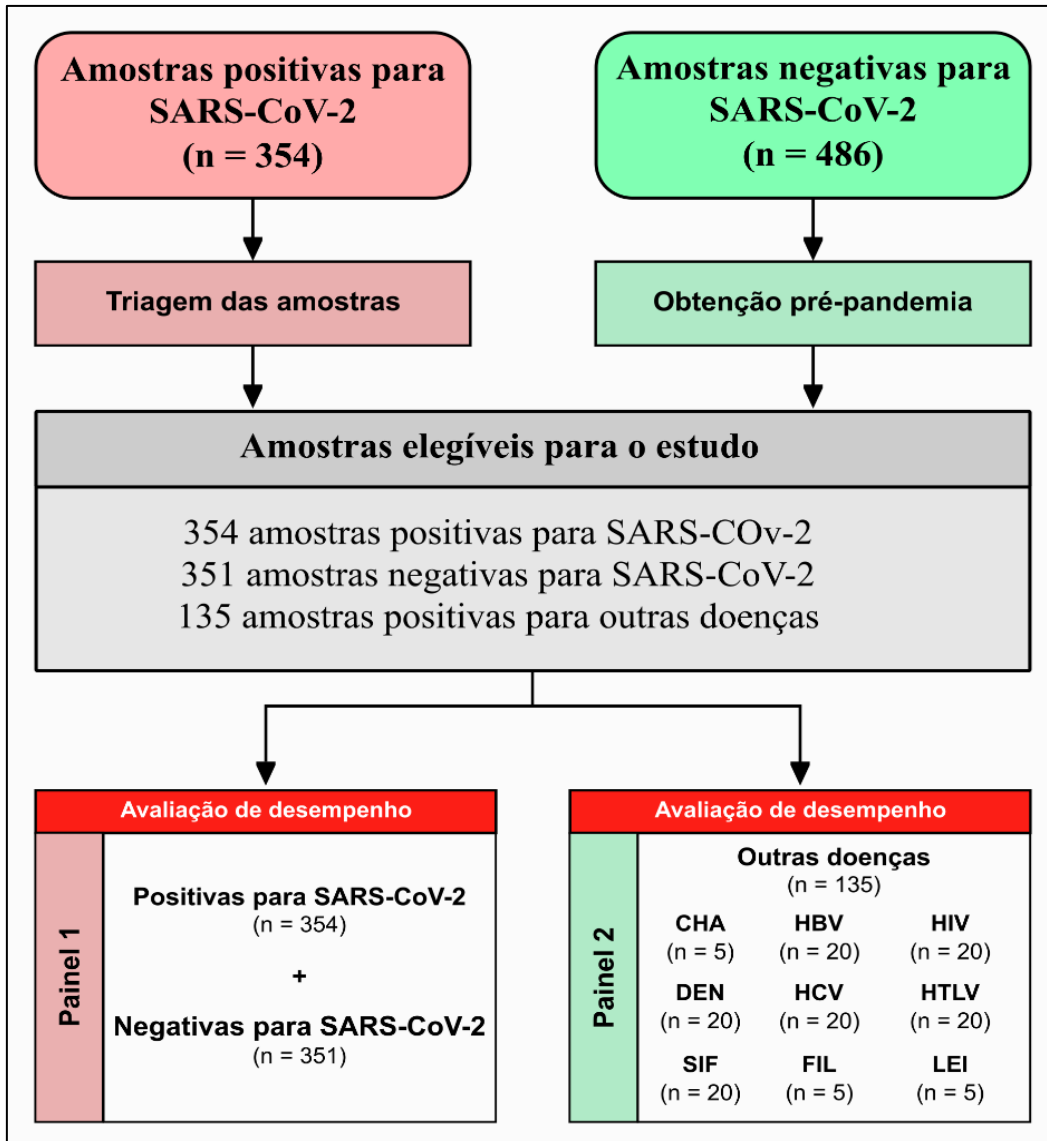 Amostras positivas para
SARS-CoV-2
(n = 354)
Amostras negativas para
SARS-CoV-2
(n = 486)
Triagem das amostras
Obtenção pré-pandemia
Amostras elegíveis para o estudo
354 amostras positivas para SARS-COv-2
351 amostras negativas para SARS-CoV-2
135 amostras positivas para outras doenças
Avaliação de desempenho
Painel 1
Positivas para SARS-CoV-2
(n = 354)
+
Negativas para SARS-CoV-2
(n = 351)
Avaliação de desempenho
Painel 2
Outras doenças
(n = 135)
CHA HBV HIV
(n = 5) (n = 20) (n = 20)
DEN HCV HTLV
(n = 20) (n = 20) (n = 20)
SIF FIL LEI
(n = 20) (n = 5) (n = 5)